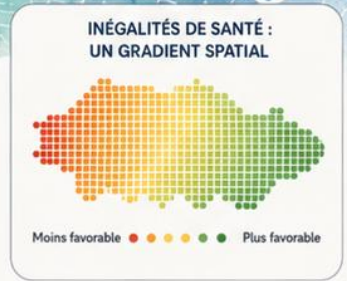 INÉGALITÉS DE SANTÉ :
UN GRADIENT SPATIAL
Moins favorable
Plus favorable